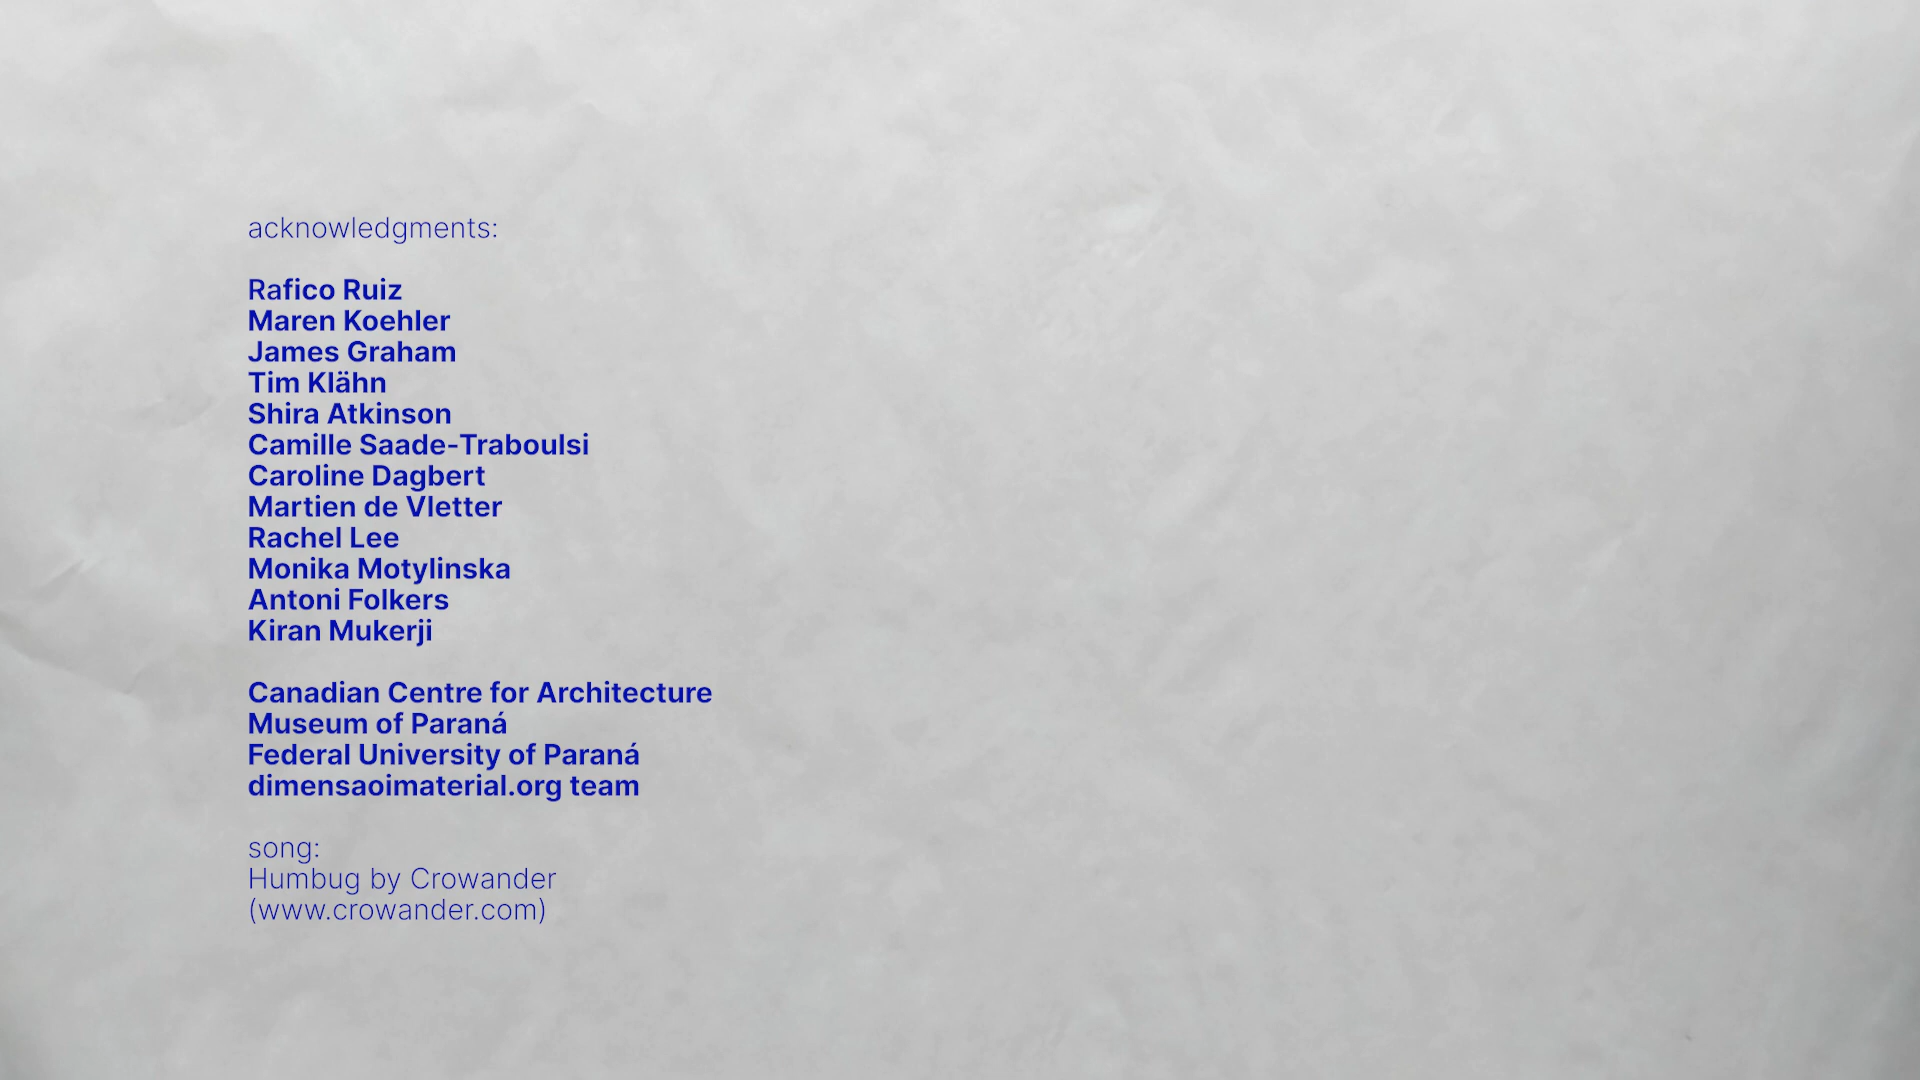 acknowledgments:
Rafico Ruiz
Maren Koehler
James Graham
Tim Klähn
Shira Atkinson
Camille Saade-Traboulsi
Caroline Dagbert
Martien de Vletter
Rachel Lee
Monika Motylinska
Antoni Folkers
Kiran Mukerji
Canadian Centre for Architecture
Museum of Paraná
Federal University of Paraná
dimensaoimaterial.org team
song:
Humbug by Crowander
(www.crowander.com)